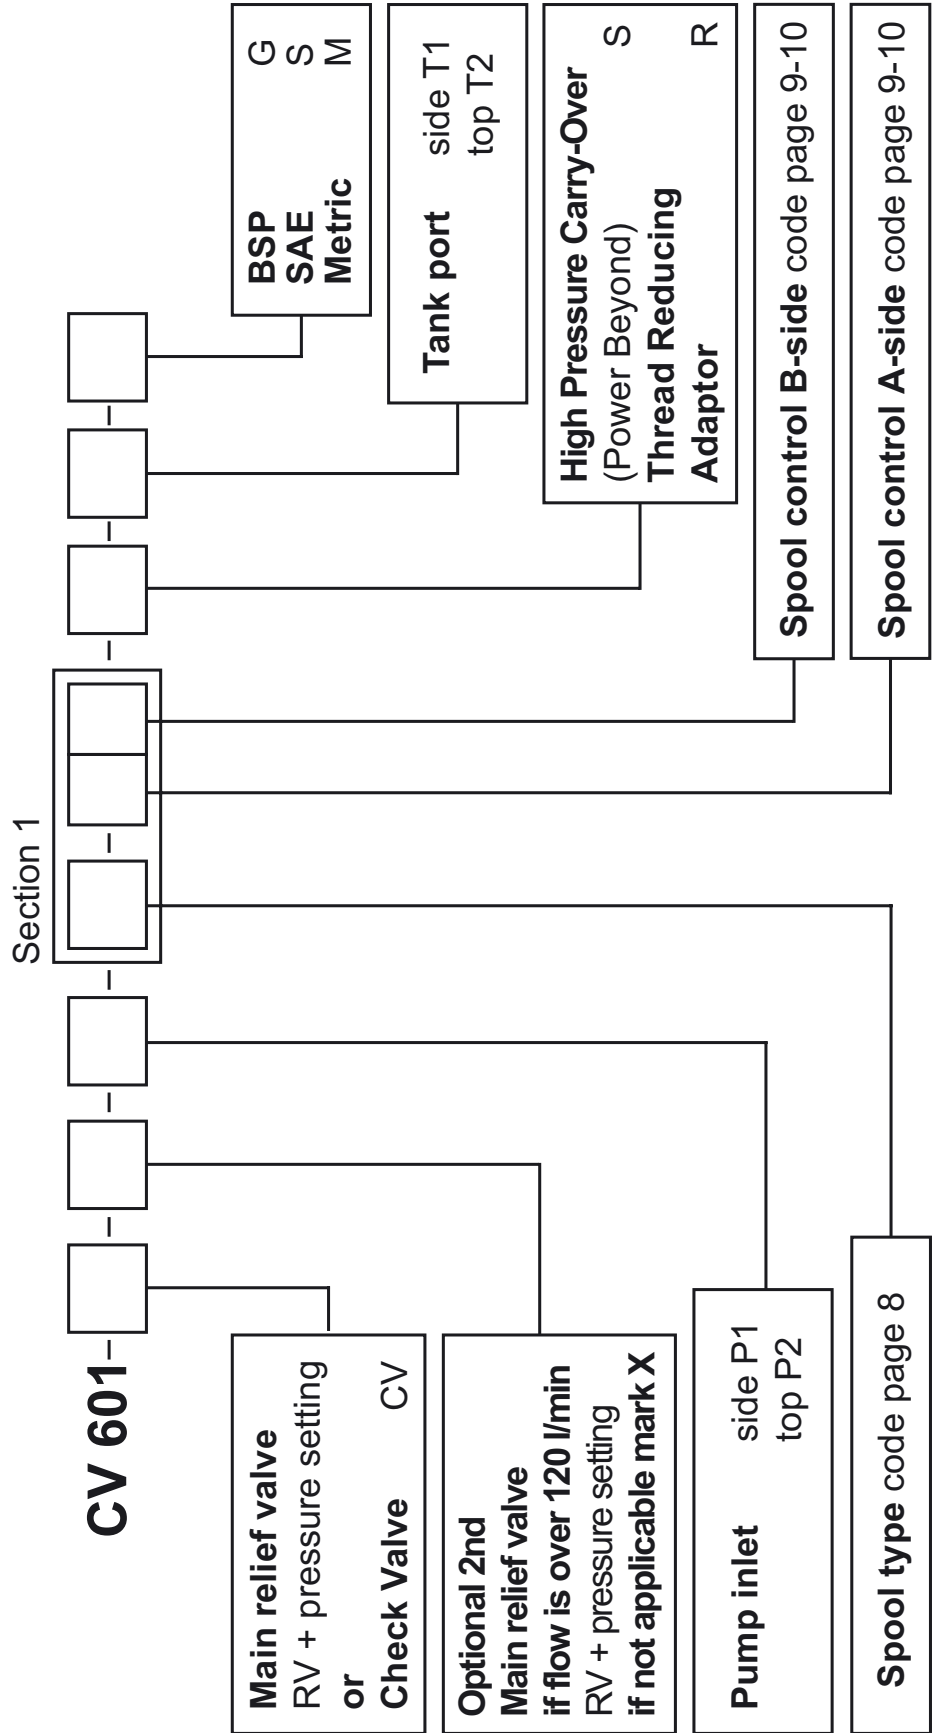 Section 1
CV 601
Main relief valve
RV + pressure setting
or
Check Valve CV
Optional 2nd
Main relief valve
if flow is over 120 l/min
RV + pressure setting
if not applicable mark X
Pump inlet side P1
top P2
Spool type code page 8
BSP G
SAE S
Metric M
Tank port side T1
top T2
High Pressure Carry-Over
(Power Beyond) S
Thread Reducing
Adaptor R
Spool control B-side code page 9-10
Spool control A-side code page 9-10